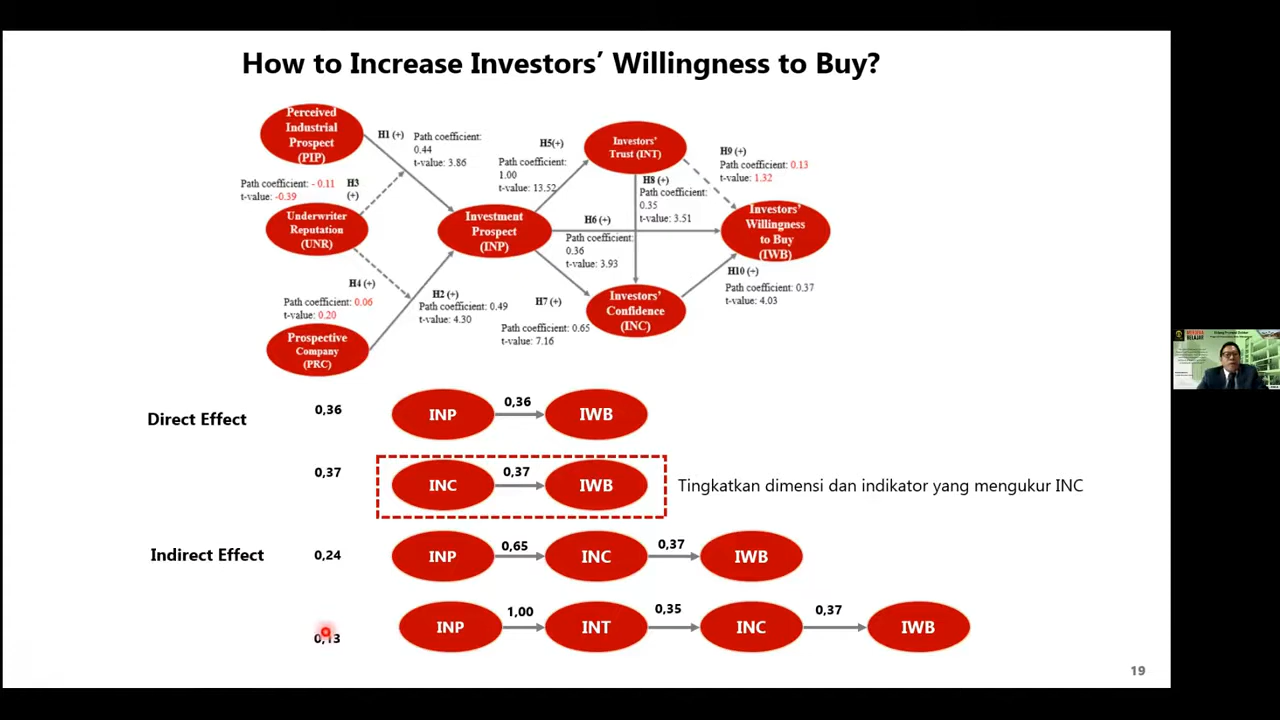 How to Increase Investors’ Willingness to Buy?
Perceived
Industrial
Prospect
(PIP)
H1 (+)
Path coefficient:
0.44
t-value: 3.86
H5(+)
Path coefficient:
1.00
t-value: 13.52
Investors’
Trust (INT)
H9 (+)
Path coefficient: 0.13
t-value: 1.32
Path coefficient: - 0.11
t-value: -0.39
H3
(+)
H8 (+)
Path coefficient:
0.35
t-value: 3.51
Underwriter
Reputation
(UNR)
Investment
Prospect
(INP)
H6 (+)
Path coefficient:
0.36
t-value: 3.93
Investors’
Willingness
to Buy
(IWB)
H4 (+)
Path coefficient: 0.06
t-value: 0.20
H2 (+)
Path coefficient: 0.49
t-value: 4.30
H7 (+)
Path coefficient: 0.65
t-value: 7.16
Investors’
Confidence
(INC)
H10 (+)
Path coefficient: 0.37
t-value: 4.03
Prospective
Company
(PRC)
Direct Effect
0,36
INP
0,36
IWB
0,37
INC
0,37
IWB
Tingkatkan dimensi dan indikator yang mengukur INC
Indirect Effect
0,24
INP
0,65
INC
0,37
IWB
0,13
INP
1,00
INT
0,35
INC
0,37
IWB
19